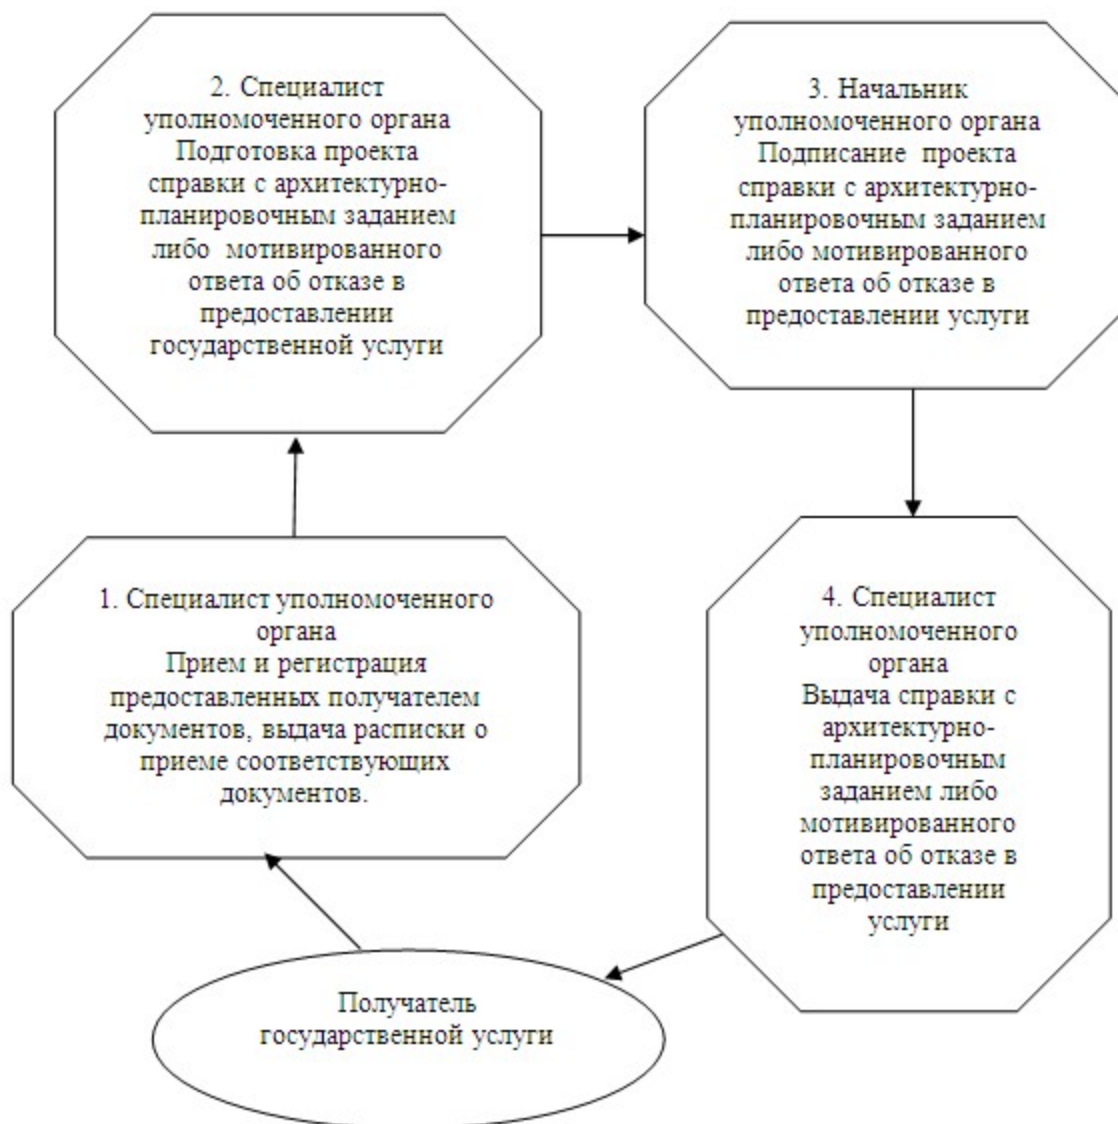 2. Специалист
уполномоченного органа
Подготовка проекта
справки с архитектурно-
планировочным заданием
либо мотивированного
ответа об отказе в
предоставлении
государственной услуги
3. Начальник
уполномоченного органа
Подписание проекта
справки с архитектурно-
планировочным заданием
либо мотивированного
ответа об отказе в
предоставлении услуги
1. Специалист уполномоченного
органа
Прием и регистрация
предоставленных получателем
документов, выдача расписки о
приеме соответствующих
документов.
4. Специалист
уполномоченного
органа
Выдача справки с
архитектурно-
планировочным
заданием либо
мотивированного
ответа об отказе в
предоставлении
услуги
Получатель
государственной услуги